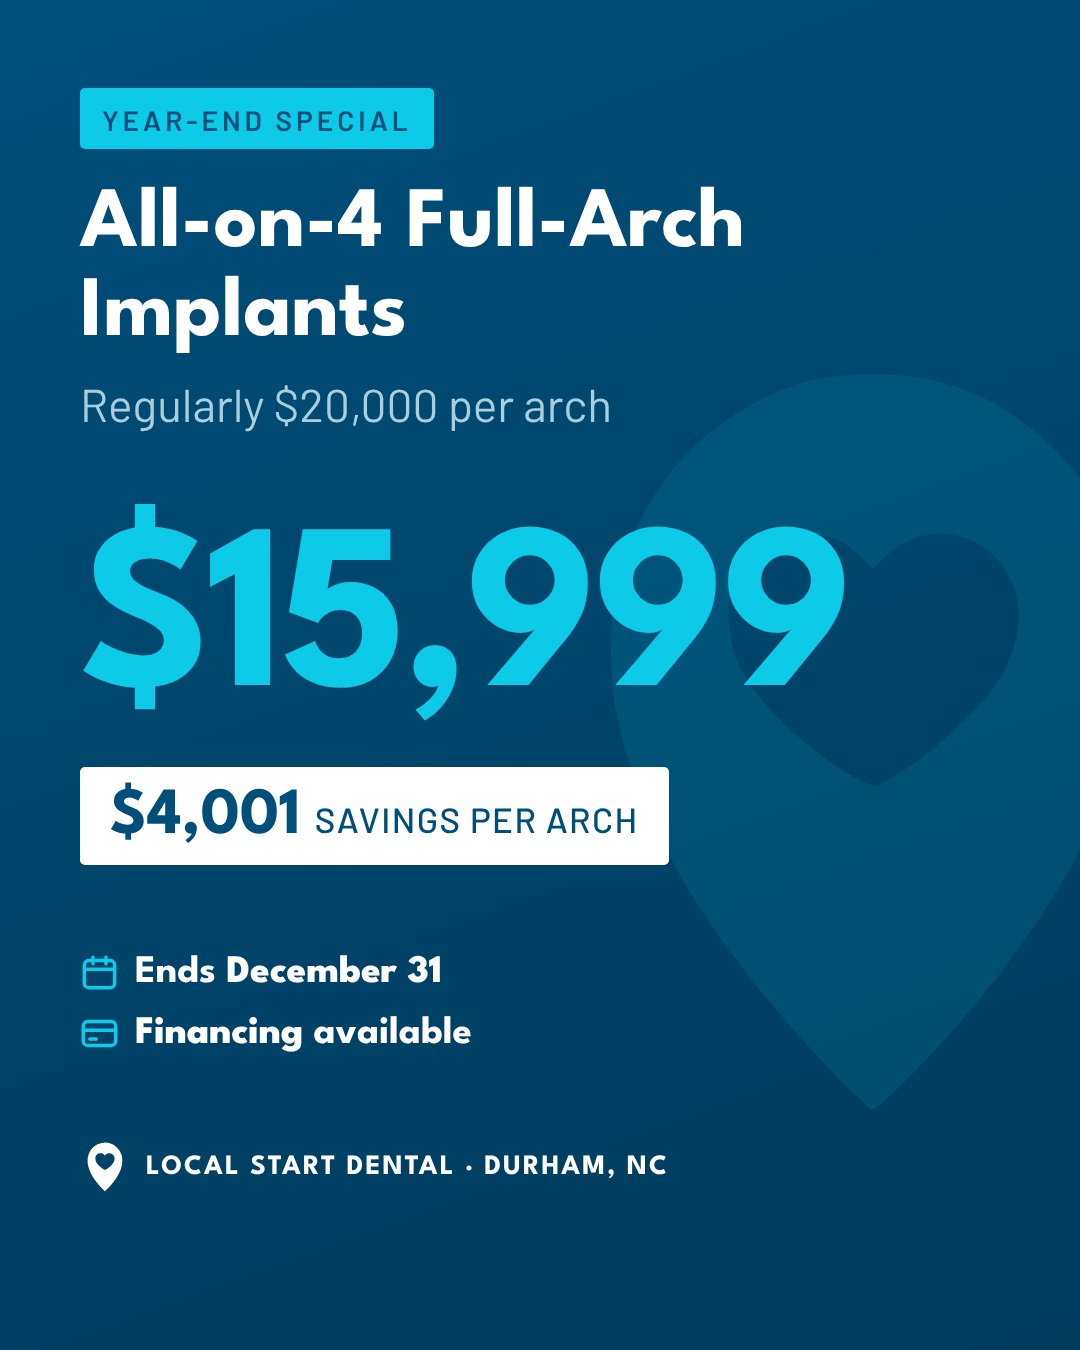 YEAR-END SPECIAL
All-on-4 Full-Arch
Implants
Regularly $20,000 per arch
$15,999
$4,001 SAVINGS PER ARCH
Ends December 31
Financing available
LOCAL START DENTAL · DURHAM, NC